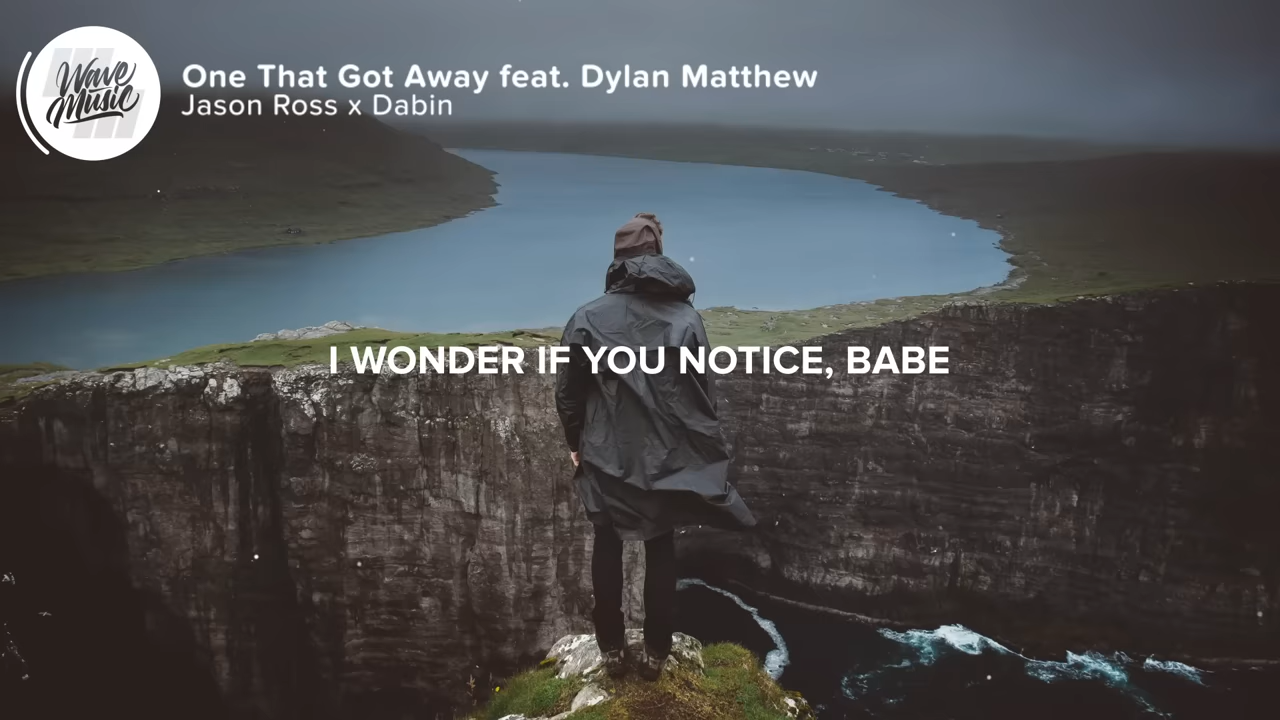 Wave
Music
One That Got Away feat. Dylan Matthew
Jason Ross x Dabin
I WONDER IF YOU NOTICE, BABE